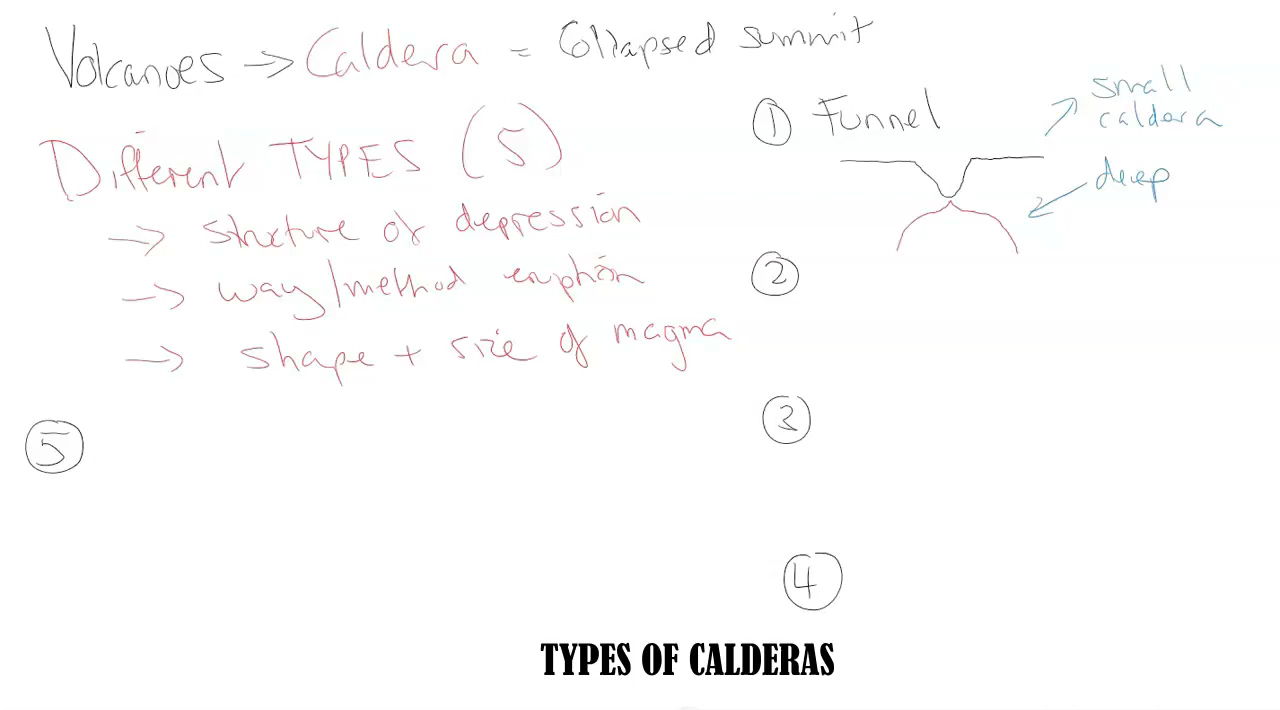 Volcanoes → Caldera = Collapsed summit
Different TYPES (5)
→ structure of depression
→ way/method eruption
→ shape + size of magma
① Funnel
small
caldera
deep
②
③
④
⑤
TYPES OF CALDERAS